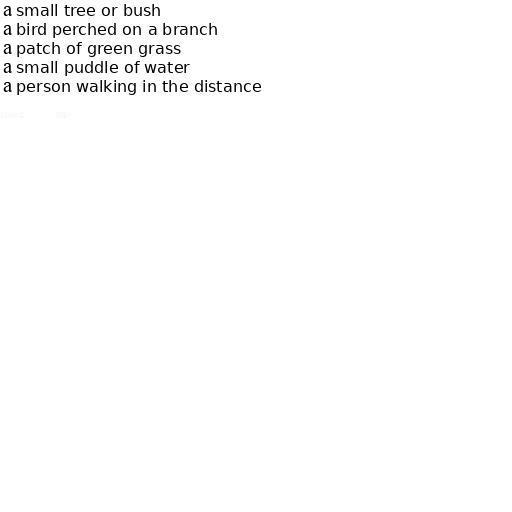 a small tree or bush
a bird perched on a branch
a patch of green grass
a small puddle of water
a person walking in the distance